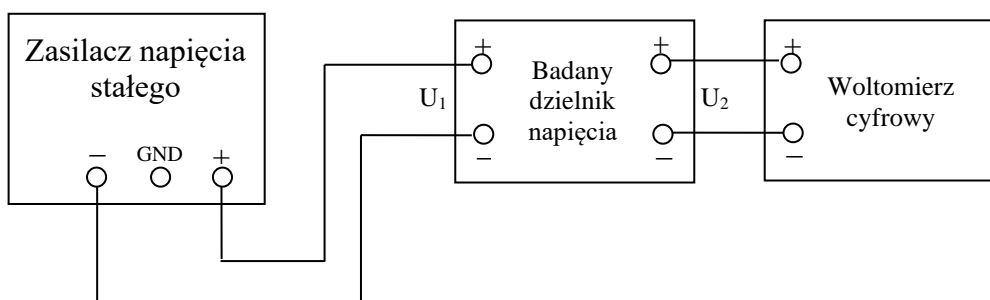 Zasilacz napięcia
stałego
− GND +
U₁
+
−
Badany
dzielnik
napięcia
+
−
U₂
+
−
Woltomierz
cyfrowy